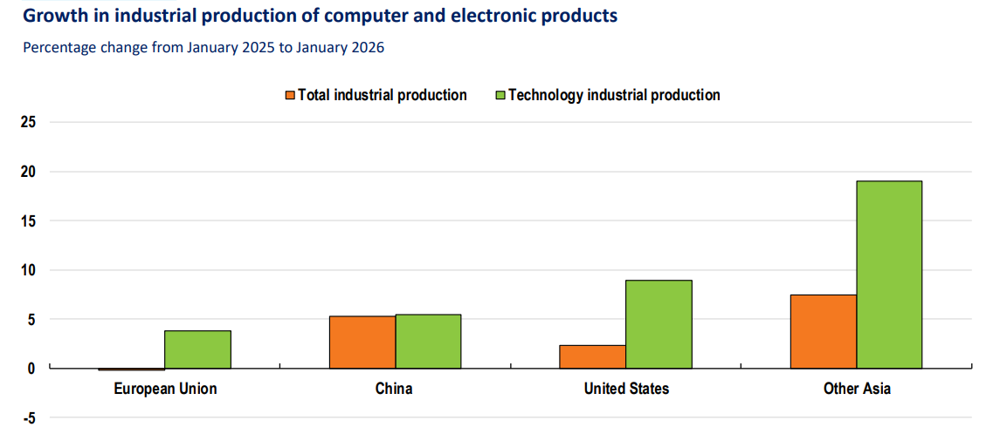 Growth in industrial production of computer and electronic products
Percentage change from January 2025 to January 2026
Total industrial production Technology industrial production
25
20
15
10
5
0
European Union China United States Other Asia
-5